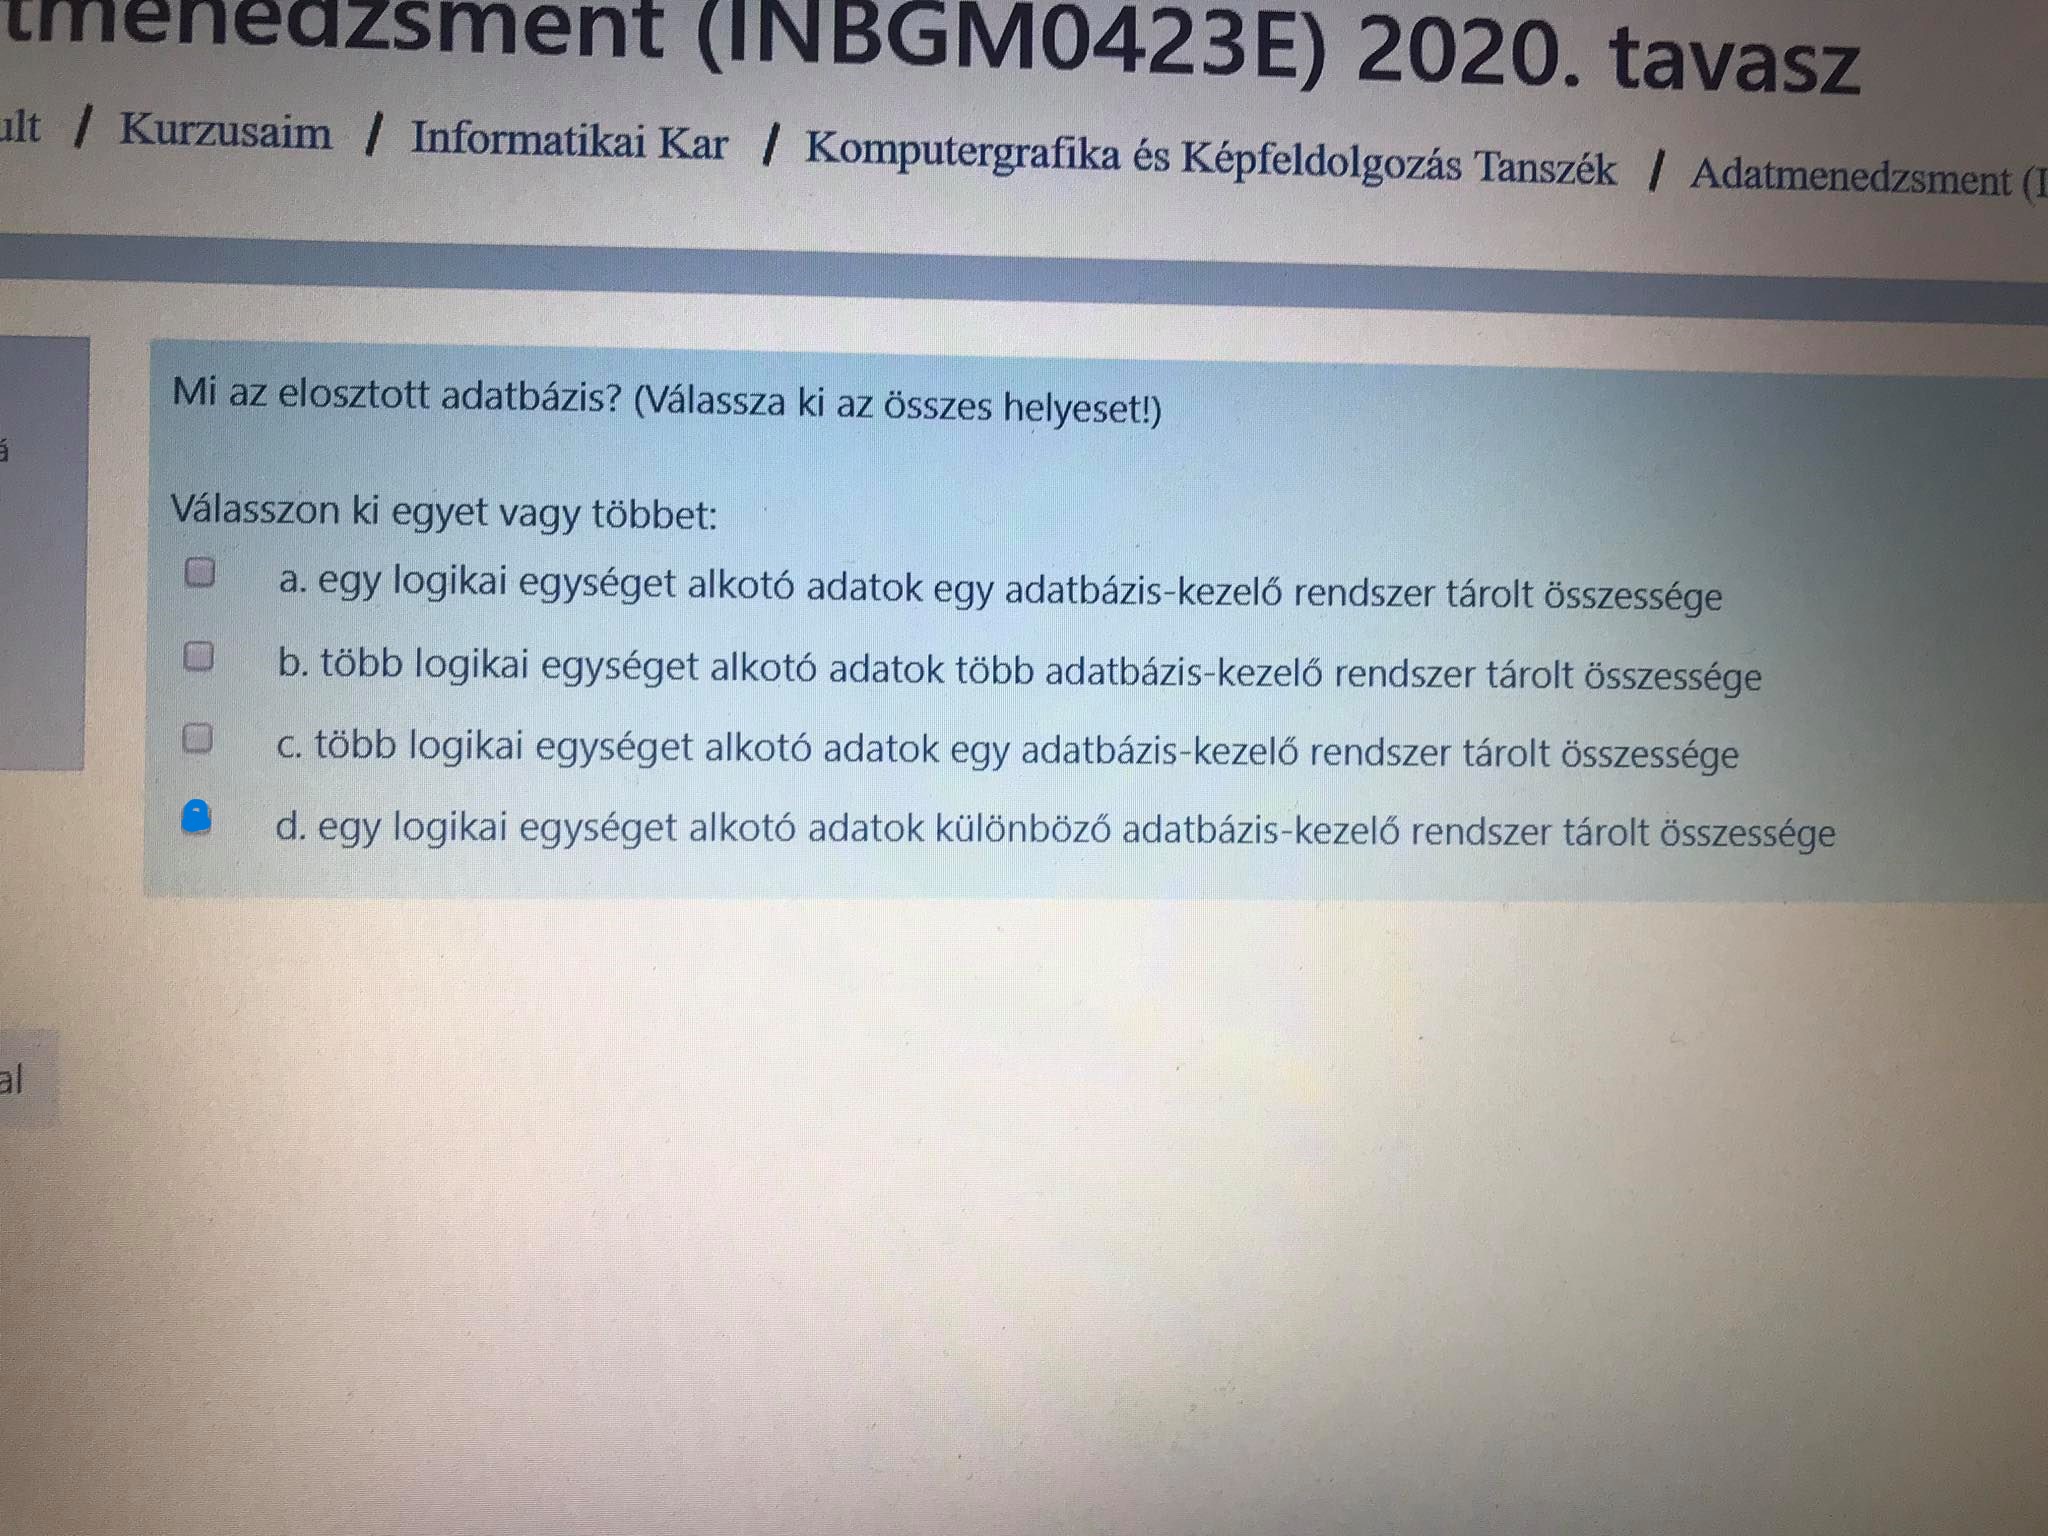 tmenedzsment (INBGM0423E) 2020. tavasz
ult / Kurzusaim / Informatikai Kar / Komputergrafika és Képfeldolgozás Tanszék / Adatmenedzsment (I
Mi az elosztott adatbázis? (Válassza ki az összes helyeset!)
á
Válasszon ki egyet vagy többet:
a. egy logikai egységet alkotó adatok egy adatbázis-kezelő rendszer tárolt összessége
b. több logikai egységet alkotó adatok több adatbázis-kezelő rendszer tárolt összessége
c. több logikai egységet alkotó adatok egy adatbázis-kezelő rendszer tárolt összessége
d. egy logikai egységet alkotó adatok különböző adatbázis-kezelő rendszer tárolt összessége
al